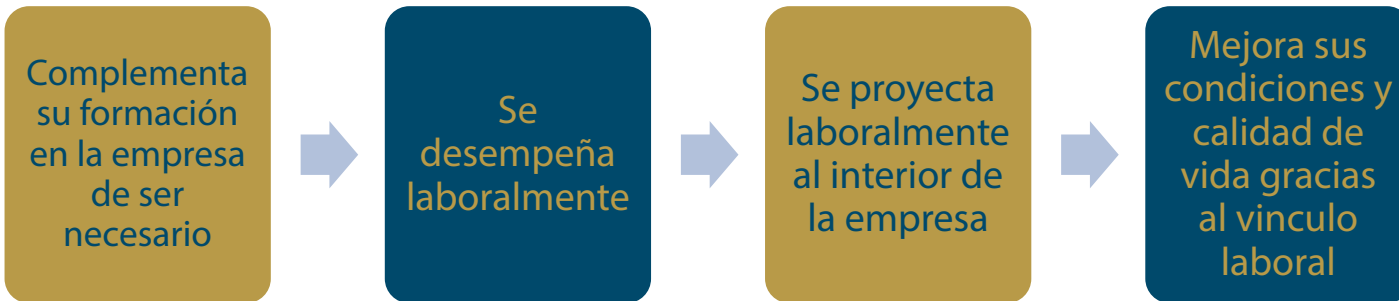 Complementa
su formación
en la empresa
de ser
necesario
Se
desempeña
laboralmente
Se proyecta
laboralmente
al interior de
la empresa
Mejora sus
condiciones y
calidad de
vida gracias
al vinculo
laboral